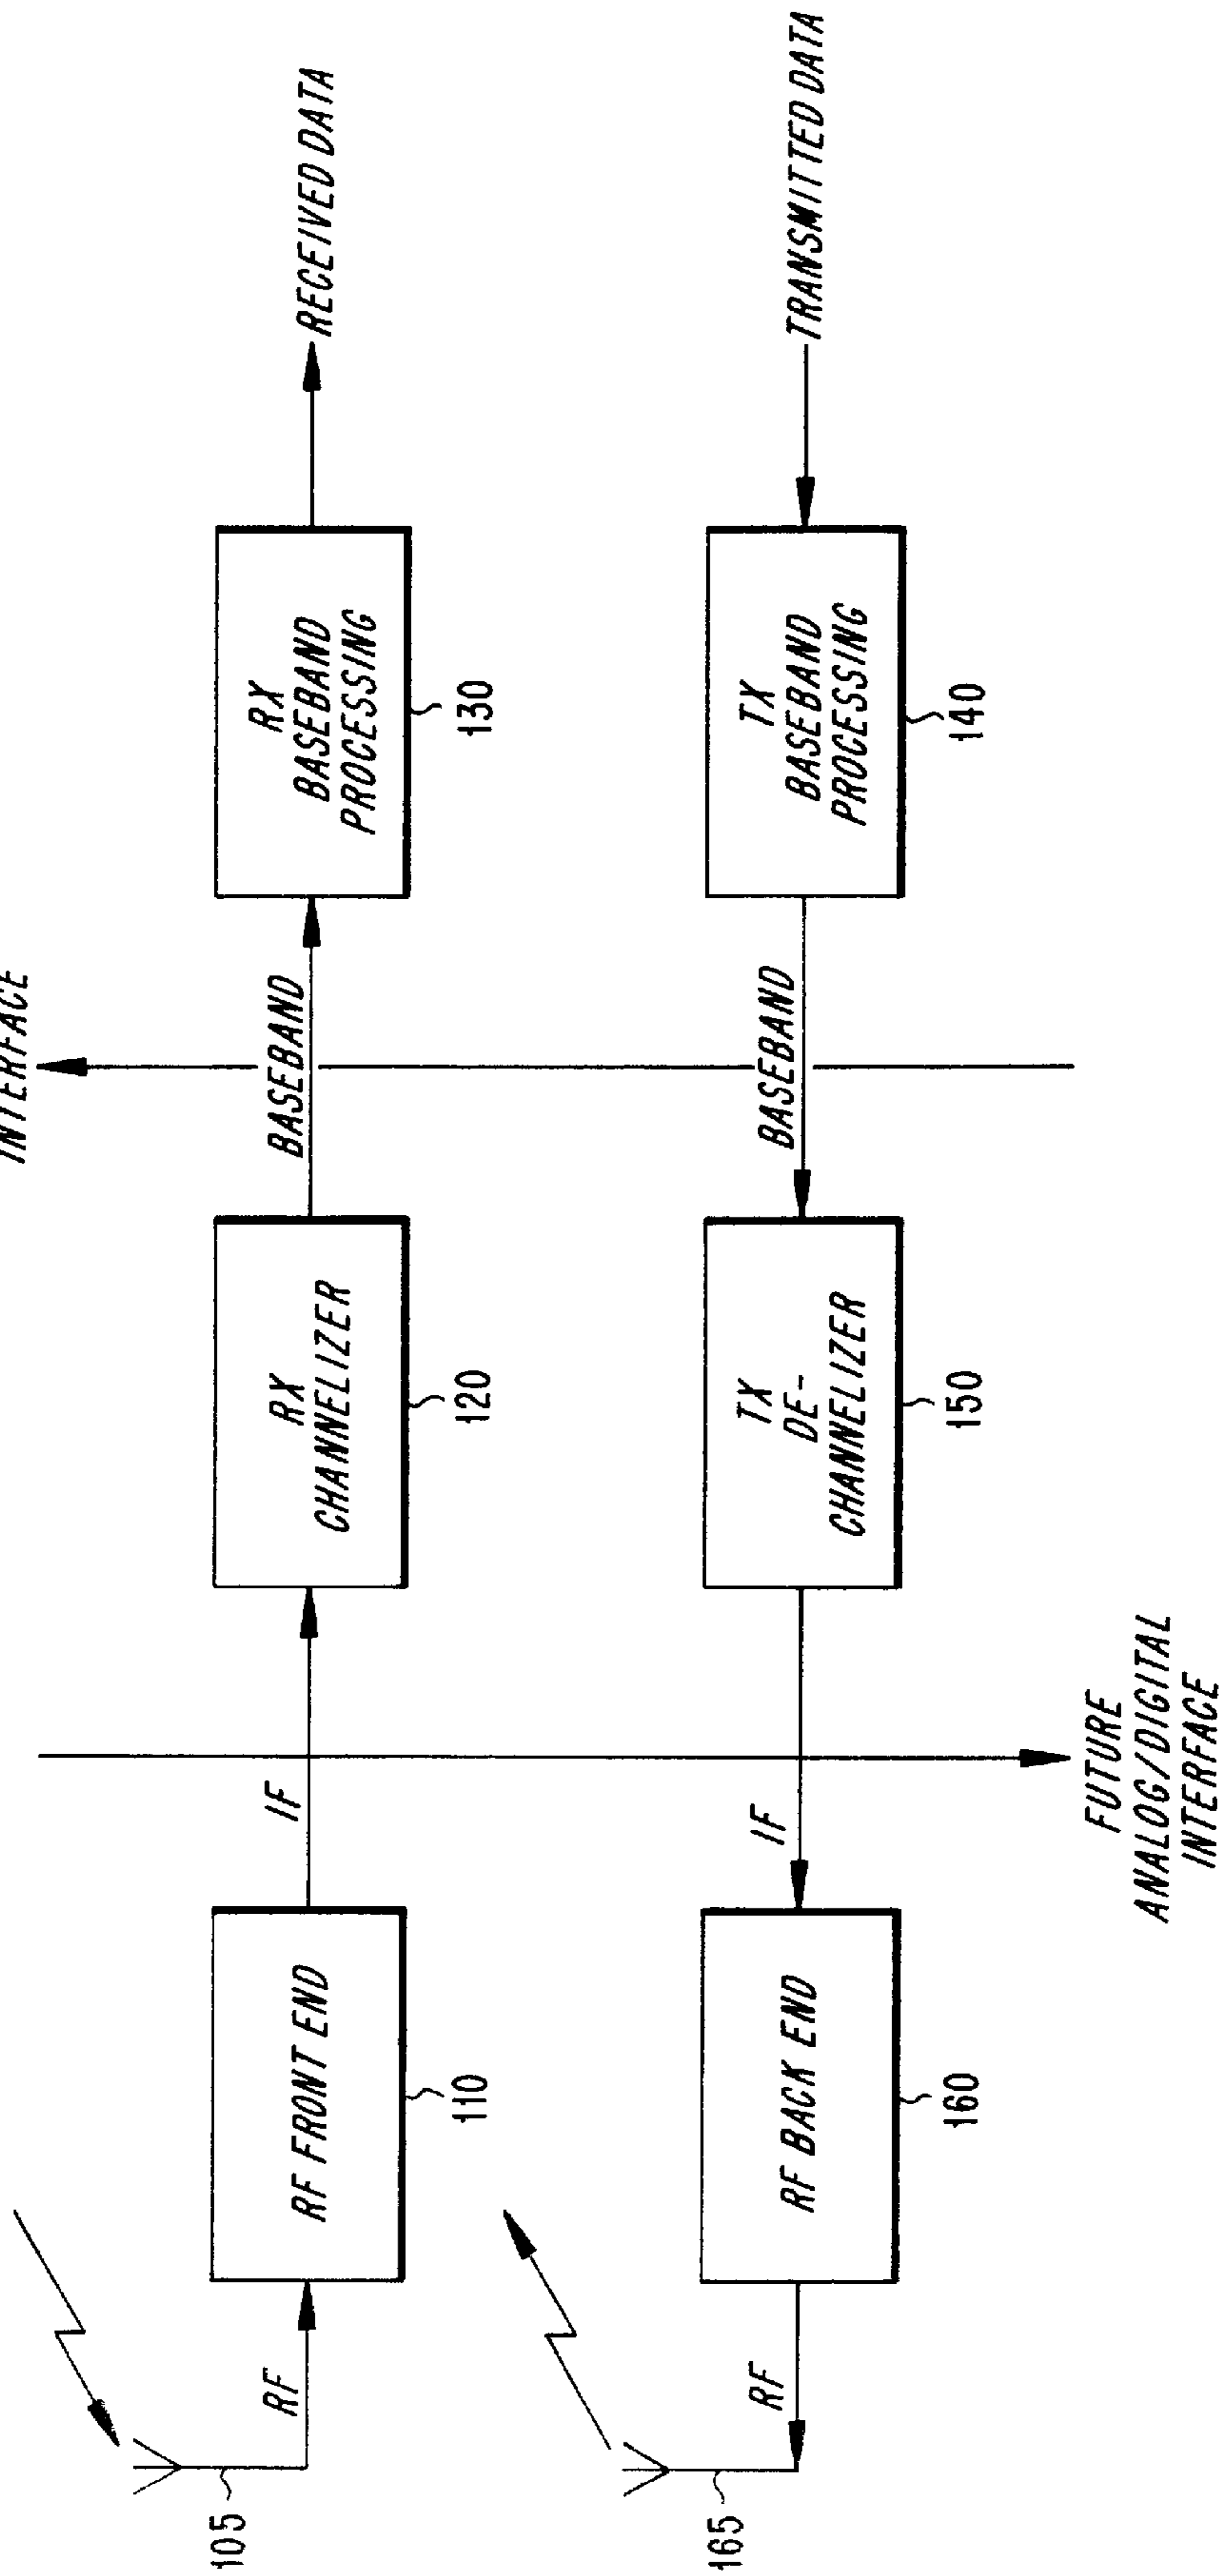 INTERFACE
105
RF
RF FRONT END
110
IF
RX
CHANNELIZER
120
BASEBAND
RX
BASEBAND
PROCESSING
130
RECEIVED DATA
165
RF
RF BACK END
160
IF
TX
DE-
CHANNELIZER
150
BASEBAND
TX
BASEBAND
PROCESSING
140
TRANSMITTED DATA
FUTURE
ANALOG/DIGITAL
INTERFACE